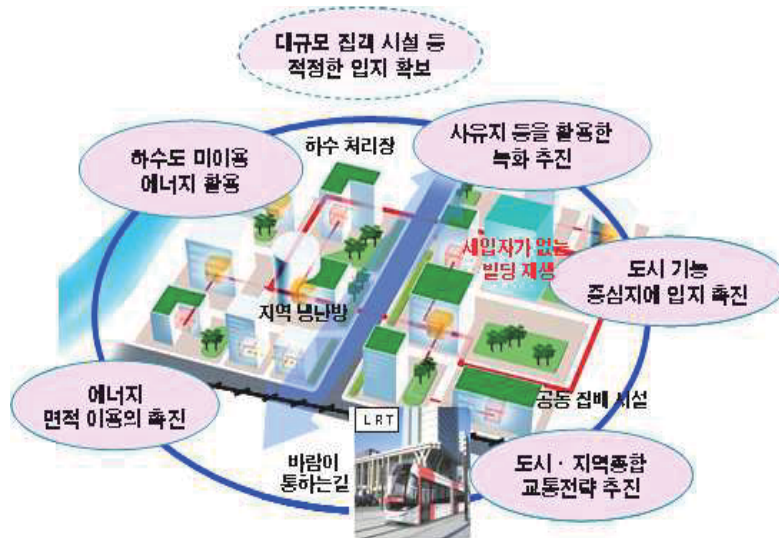 대규모 집객 시설 등
적정한 입지 확보
하수도 미이용
에너지 활용
하수 처리장
사유지 등을 활용한
녹화 추진
세입자가 없는
빌딩 재생
도시 기능
중심지에 입지 촉진
지역 냉난방
에너지
면적 이용의 촉진
공동 집배 시설
LRT
바람이
통하는길
도시 · 지역종합
교통전략 추진